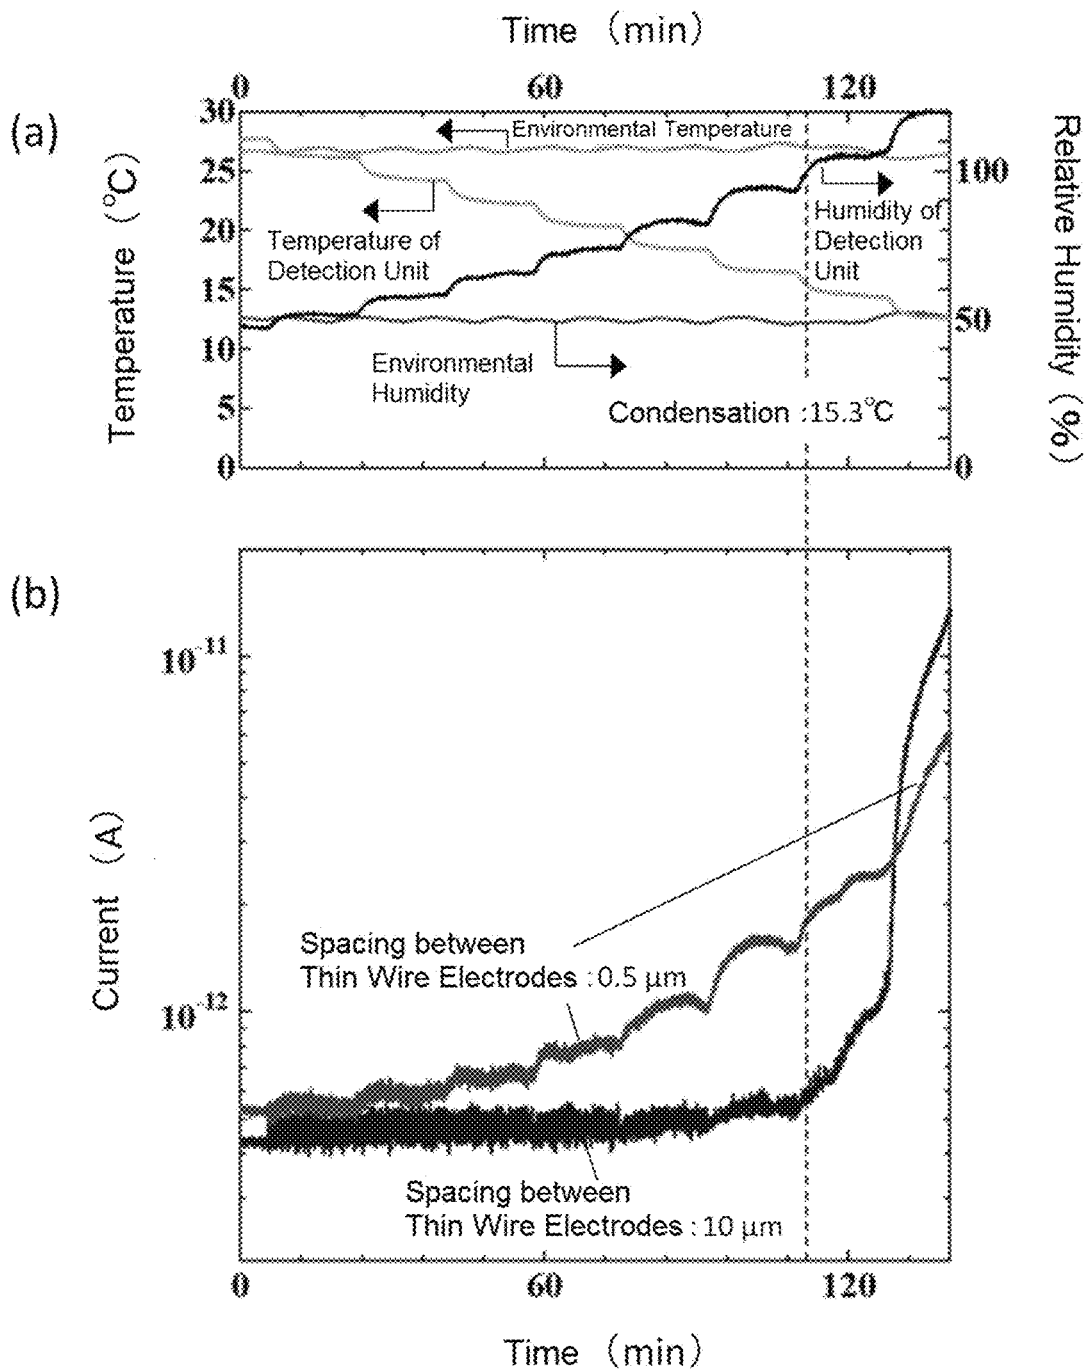 Time (min)
0 60 120
(a)
30
25
20
15
10
5
0
Temperature (°C)
Environmental Temperature
Temperature of
Detection Unit
Humidity of
Detection
Unit
Environmental
Humidity
Condensation :15.3°C
100
50
0
Relative Humidity (%)
(b)
10-11
10-12
Current (A)
Spacing between
Thin Wire Electrodes :0.5 μm
Spacing between
Thin Wire Electrodes :10 μm
0 60 120
Time (min)